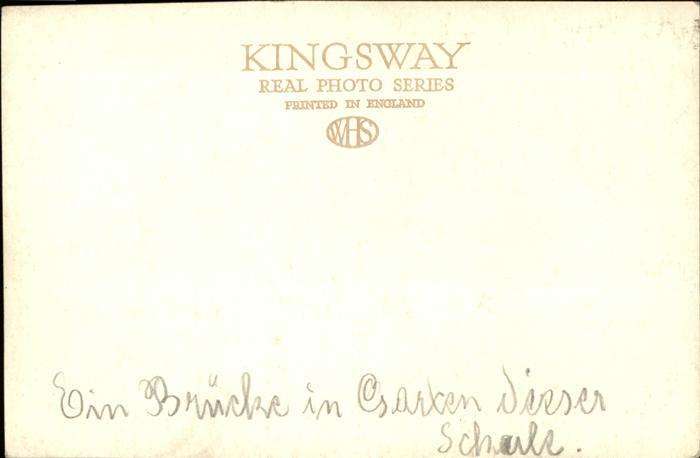 KINGSWAY
REAL PHOTO SERIES
PRINTED IN ENGLAND
WHS
Ein Brücke in Garten dieser
Schule.